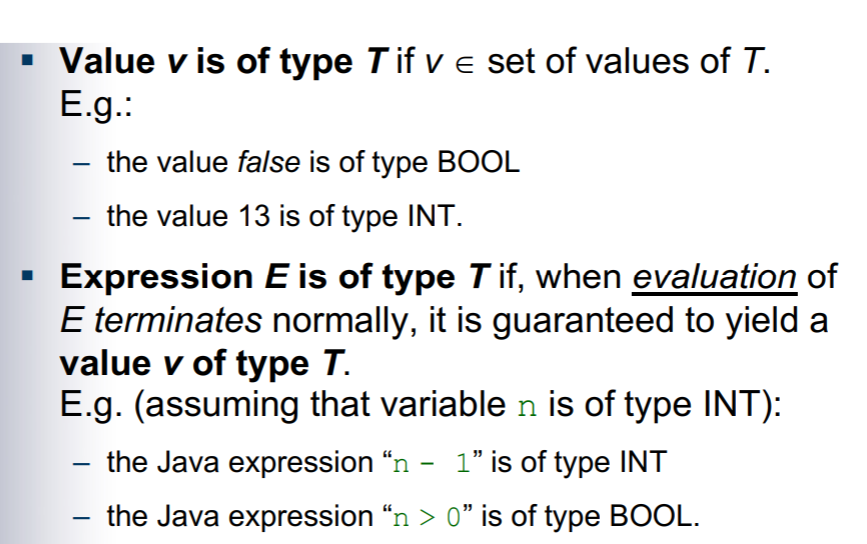 ▪ Value v is of type T if v ∈ set of values of T.
E.g.:
– the value false is of type BOOL
– the value 13 is of type INT.
▪ Expression E is of type T if, when evaluation of
E terminates normally, it is guaranteed to yield a
value v of type T.
E.g. (assuming that variable n is of type INT):
– the Java expression “n - 1” is of type INT
– the Java expression “n > 0” is of type BOOL.